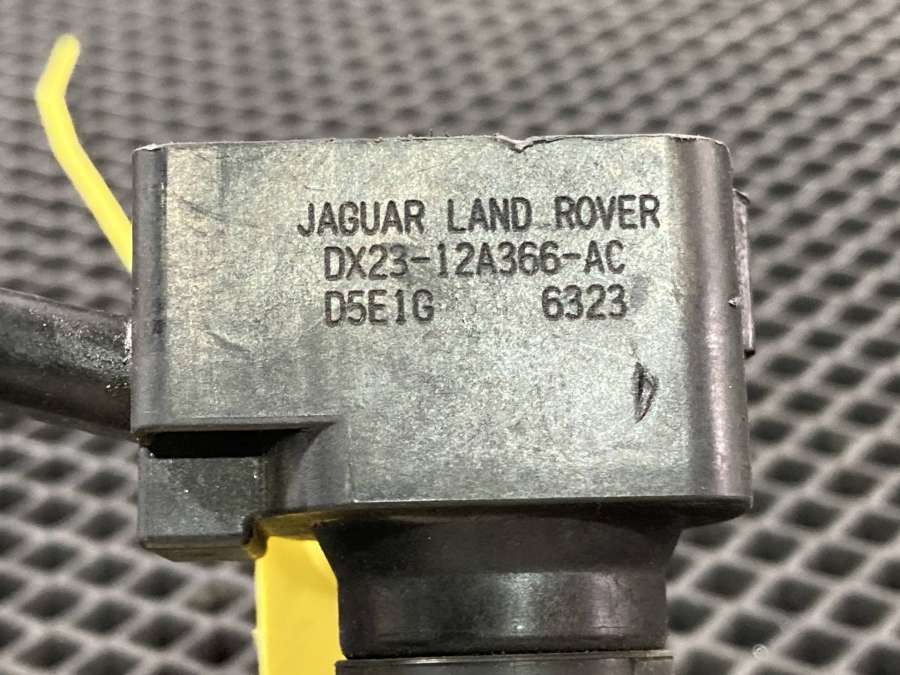 JAGUAR LAND ROVER
DX23-12A366-AC
D5E1G 6323